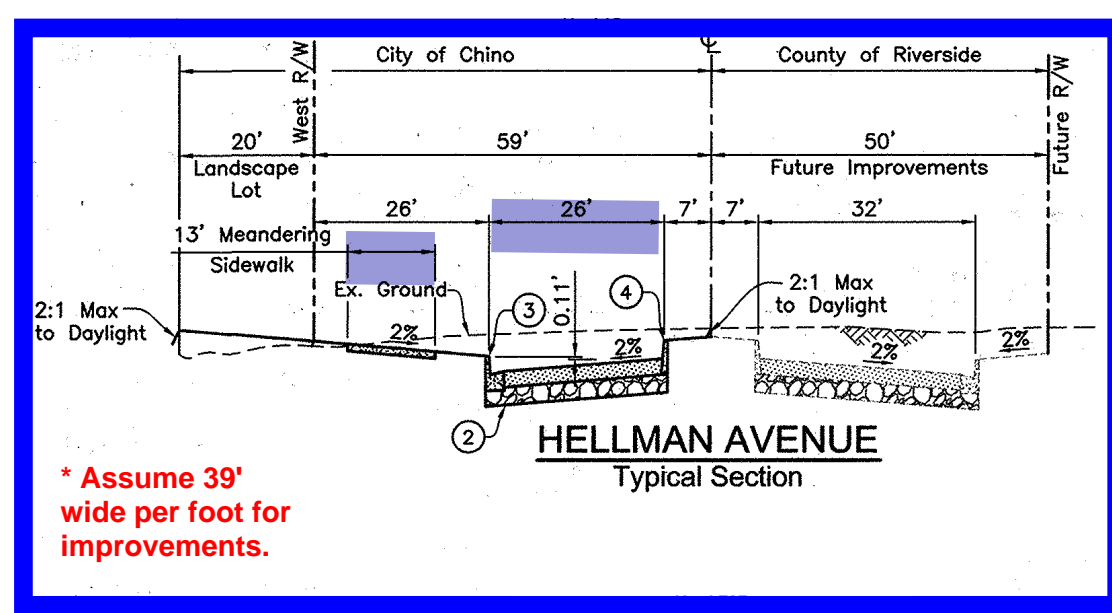 ℄
City of Chino
County of Riverside
West R/W
Future R/W
20'
59'
50'
Landscape
Lot
Future Improvements
26'
26'
7'
7'
32'
13' Meandering
Sidewalk
Ex. Ground
3
0.11'
4
2:1 Max
to Daylight
2:1 Max
to Daylight
2%
2%
2%
2%
2
HELLMAN AVENUE
Typical Section
* Assume 39'
wide per foot for
improvements.